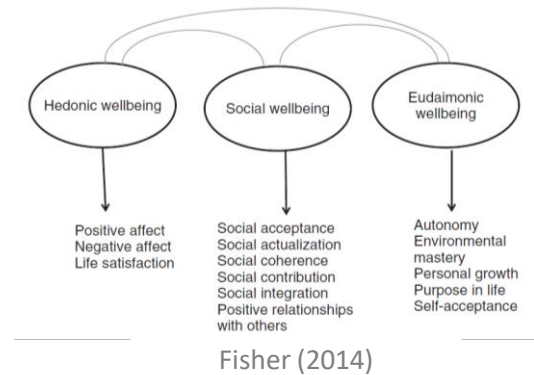 Hedonic wellbeing
Social wellbeing
Eudaimonic
wellbeing
Positive affect
Negative affect
Life satisfaction
Social acceptance
Social actualization
Social coherence
Social contribution
Social integration
Positive relationships
with others
Autonomy
Environmental
mastery
Personal growth
Purpose in life
Self-acceptance
Fisher (2014)